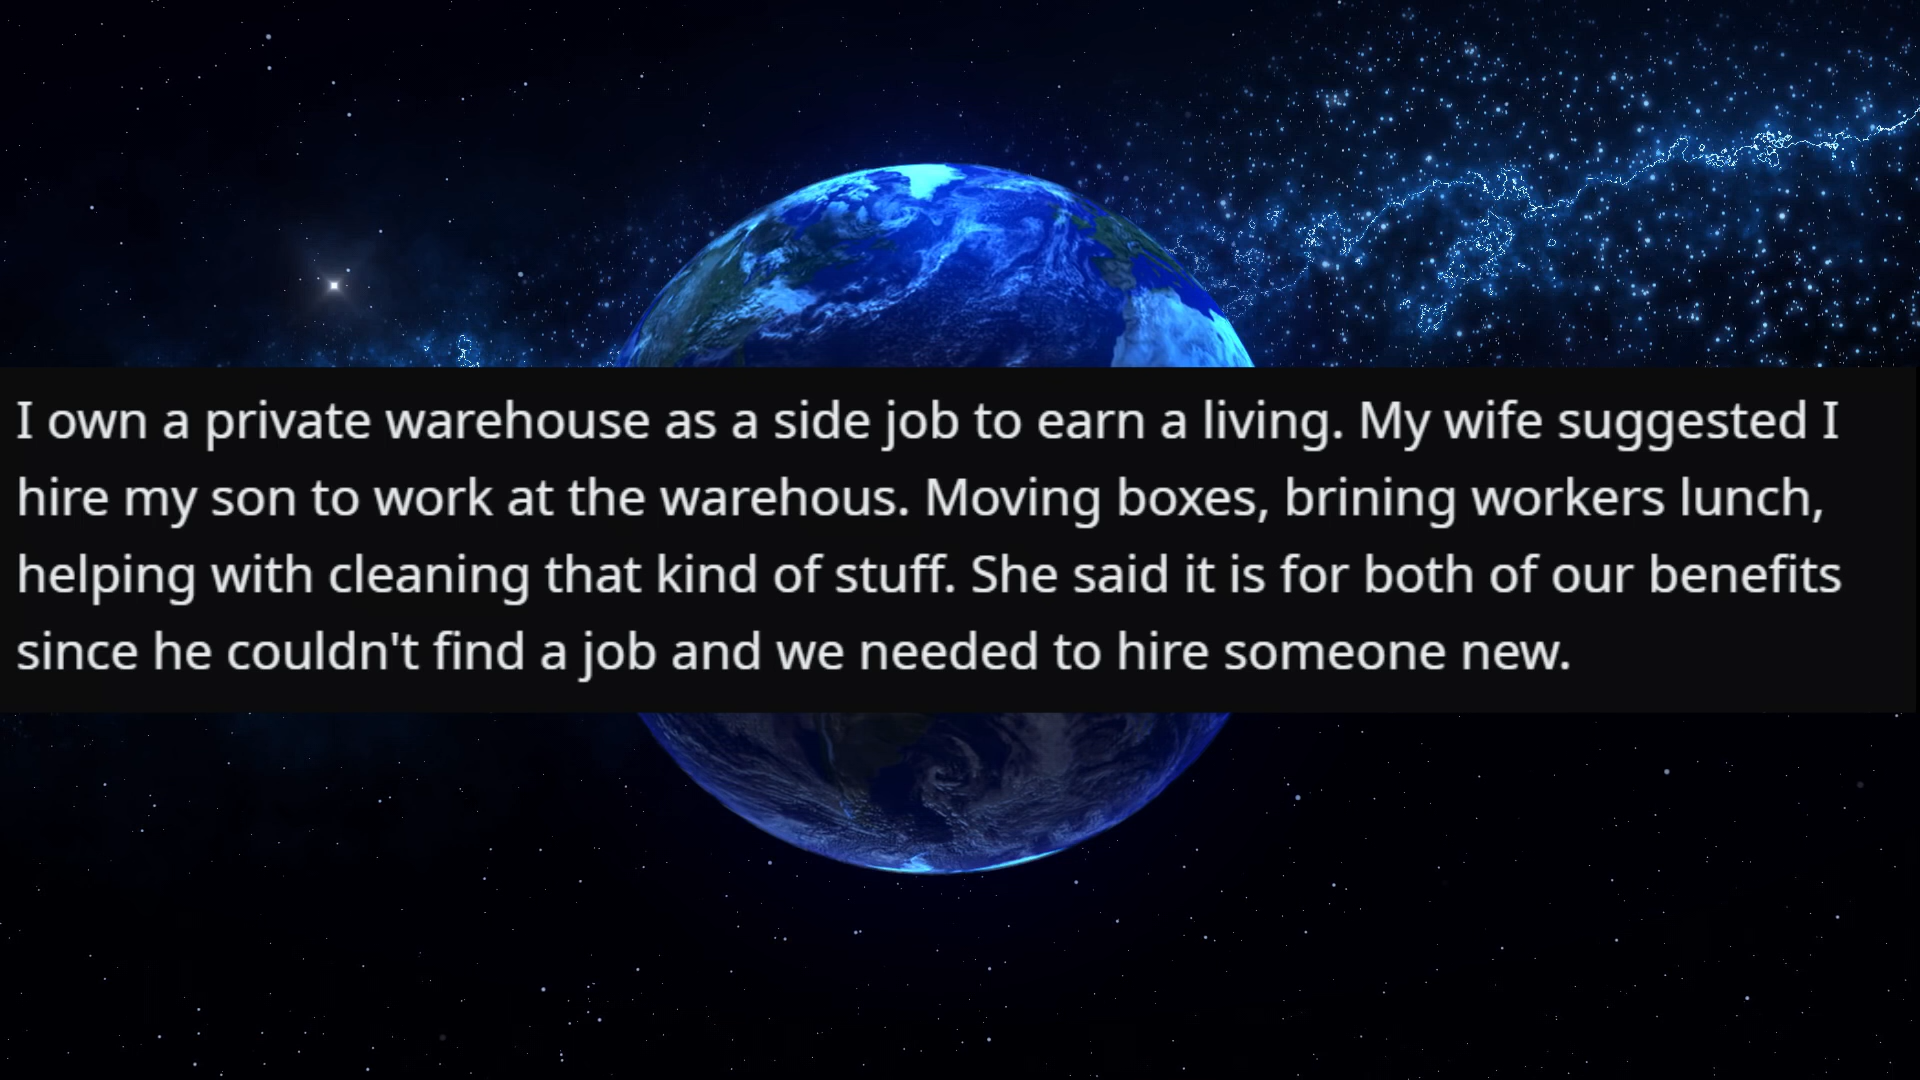 I own a private warehouse as a side job to earn a living. My wife suggested I
hire my son to work at the warehous. Moving boxes, brining workers lunch,
helping with cleaning that kind of stuff. She said it is for both of our benefits
since he couldn't find a job and we needed to hire someone new.